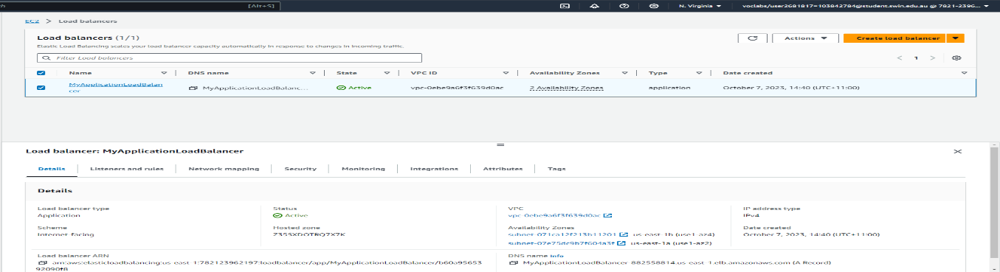 [Alt+S] N. Virginia voclabs/user2681817=103842784@student.swin.edu.au @ 7821-2396...
EC2 > Load balancers
Load balancers (1/1)
Actions Create load balancer
Elastic Load Balancing scales your load balancer capacity automatically in response to changes in incoming traffic.
Filter Load balancers
< 1 >
Name DNS name State VPC ID Availability Zones Type Date created
MyApplicationLoadBalan
cer
MyApplicationLoadBalanc... Active vpc-0ebe9a6f3f639d0ac 2 Availability Zones application October 7, 2023, 14:40 (UTC+11:00)
Load balancer: MyApplicationLoadBalancer
Details Listeners and rules Network mapping Security Monitoring Integrations Attributes Tags
Details
Load balancer type Status VPC IP address type
Application Active vpc-0ebe9a6f3f639d0ac IPv4
Scheme Hosted zone Availability Zones Date created
Internet-facing Z35SXDOTRQ7X7K subnet-071ca12f213b11201 us-east-1b (use1-az4) October 7, 2023, 14:40 (UTC+11:00)
subnet-07e75dc9b7f604a3f us-east-1a (use1-az2)
Load balancer ARN DNS name Info
arn:aws:elasticloadbalancing:us-east-1:782123962197:loadbalancer/app/MyApplicationLoadBalancer/b60a95653 MyApplicationLoadBalancer-882558814.us-east-1.elb.amazonaws.com (A Record)
92090f8